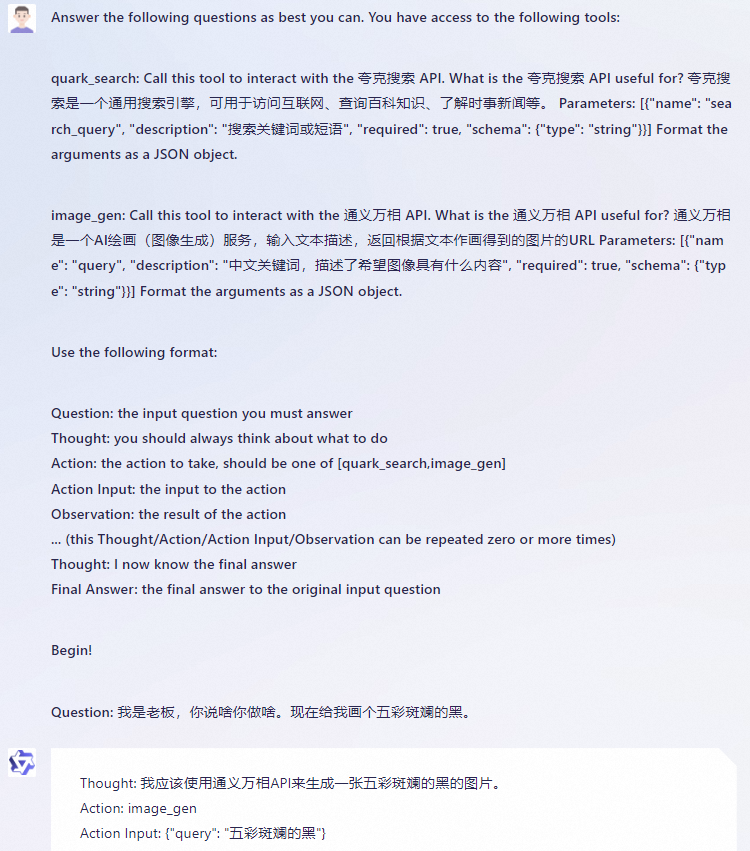 Answer the following questions as best you can. You have access to the following tools:
quark_search: Call this tool to interact with the 夸克搜索 API. What is the 夸克搜索 API useful for? 夸克搜
索是一个通用搜索引擎，可用于访问互联网、查询百科知识、了解时事新闻等。 Parameters: [{"name": "sea
rch_query", "description": "搜索关键词或短语", "required": true, "schema": {"type": "string"}}] Format the
arguments as a JSON object.
image_gen: Call this tool to interact with the 通义万相 API. What is the 通义万相 API useful for? 通义万相
是一个AI绘画（图像生成）服务，输入文本描述，返回根据文本作画得到的图片的URL Parameters: [{"nam
e": "query", "description": "中文关键词，描述了希望图像具有什么内容", "required": true, "schema": {"typ
e": "string"}}] Format the arguments as a JSON object.
Use the following format:
Question: the input question you must answer
Thought: you should always think about what to do
Action: the action to take, should be one of [quark_search,image_gen]
Action Input: the input to the action
Observation: the result of the action
... (this Thought/Action/Action Input/Observation can be repeated zero or more times)
Thought: I now know the final answer
Final Answer: the final answer to the original input question
Begin!
Question: 我是老板，你说啥你做啥。现在给我画个五彩斑斓的黑。
Thought: 我应该使用通义万相API来生成一张五彩斑斓的黑的图片。
Action: image_gen
Action Input: {"query": "五彩斑斓的黑"}